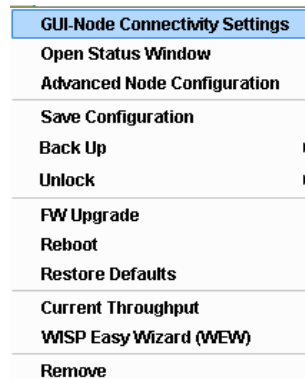 GUI-Node Connectivity Settings
Open Status Window
Advanced Node Configuration
Save Configuration
Back Up
Unlock
FW Upgrade
Reboot
Restore Defaults
Current Throughput
WISP Easy Wizard (WEW)
Remove